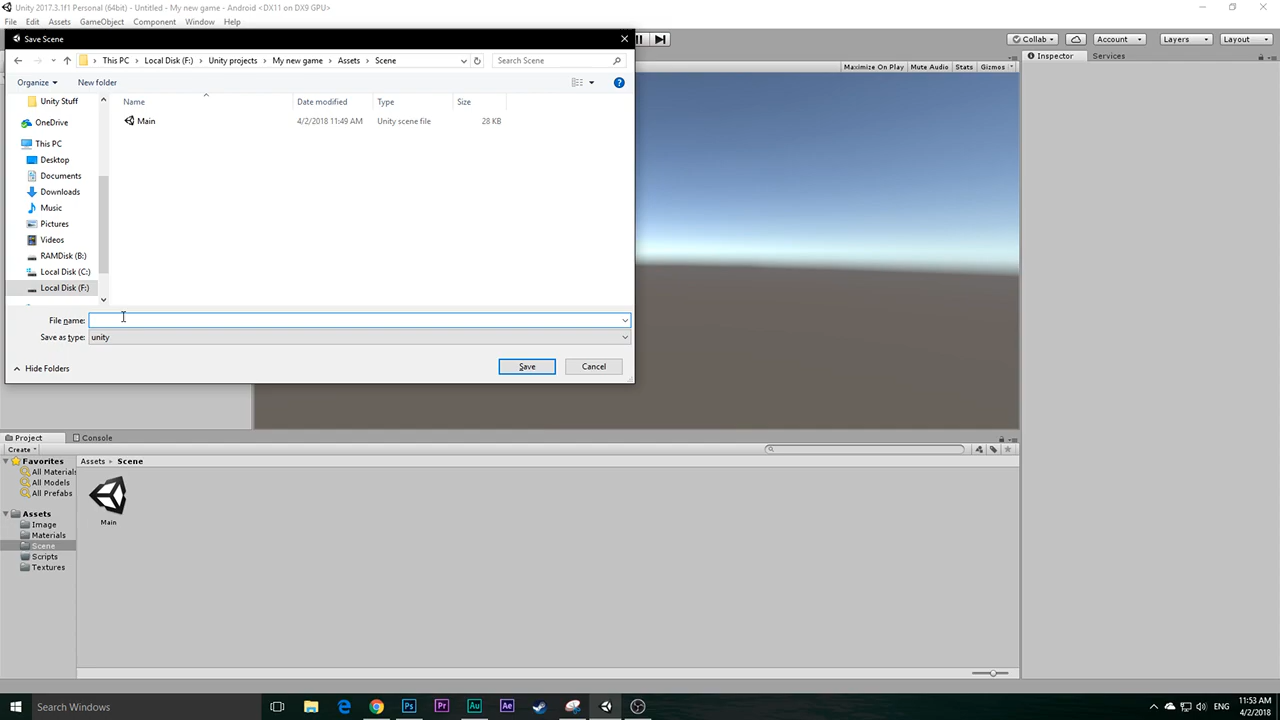 Unity 2017.3.1f1 (64bit) - Untitled - My new game - Android <DX11 on DX9 GPU>
File Edit Assets GameObject Component Window Help
Save Scene
Collab Account Layers Layout
This PC Local Disk (F:) Unity projects My new game Assets Scene Search Scene
Inspector Services
Maximize On Play Mute Audio Stats Gizmos
Organize New folder
Name Date modified Type Size
Unity Stuff
Main 4/2/2018 11:49 AM Unity scene file 28 KB
OneDrive
This PC
Desktop
Documents
Downloads
Music
Pictures
Videos
RAMDisk (B:)
Local Disk (C:)
Local Disk (F:)
File name:
Save as type: unity
Hide Folders Save Cancel
Project Console
Create
Favorites Assets Scene
All Materials
All Models
All Prefabs
Assets
Image Main
Materials
Scene
Scripts
Textures
Search Windows
Ps Pr Au Ae
ENG 11:53 AM
4/2/2018